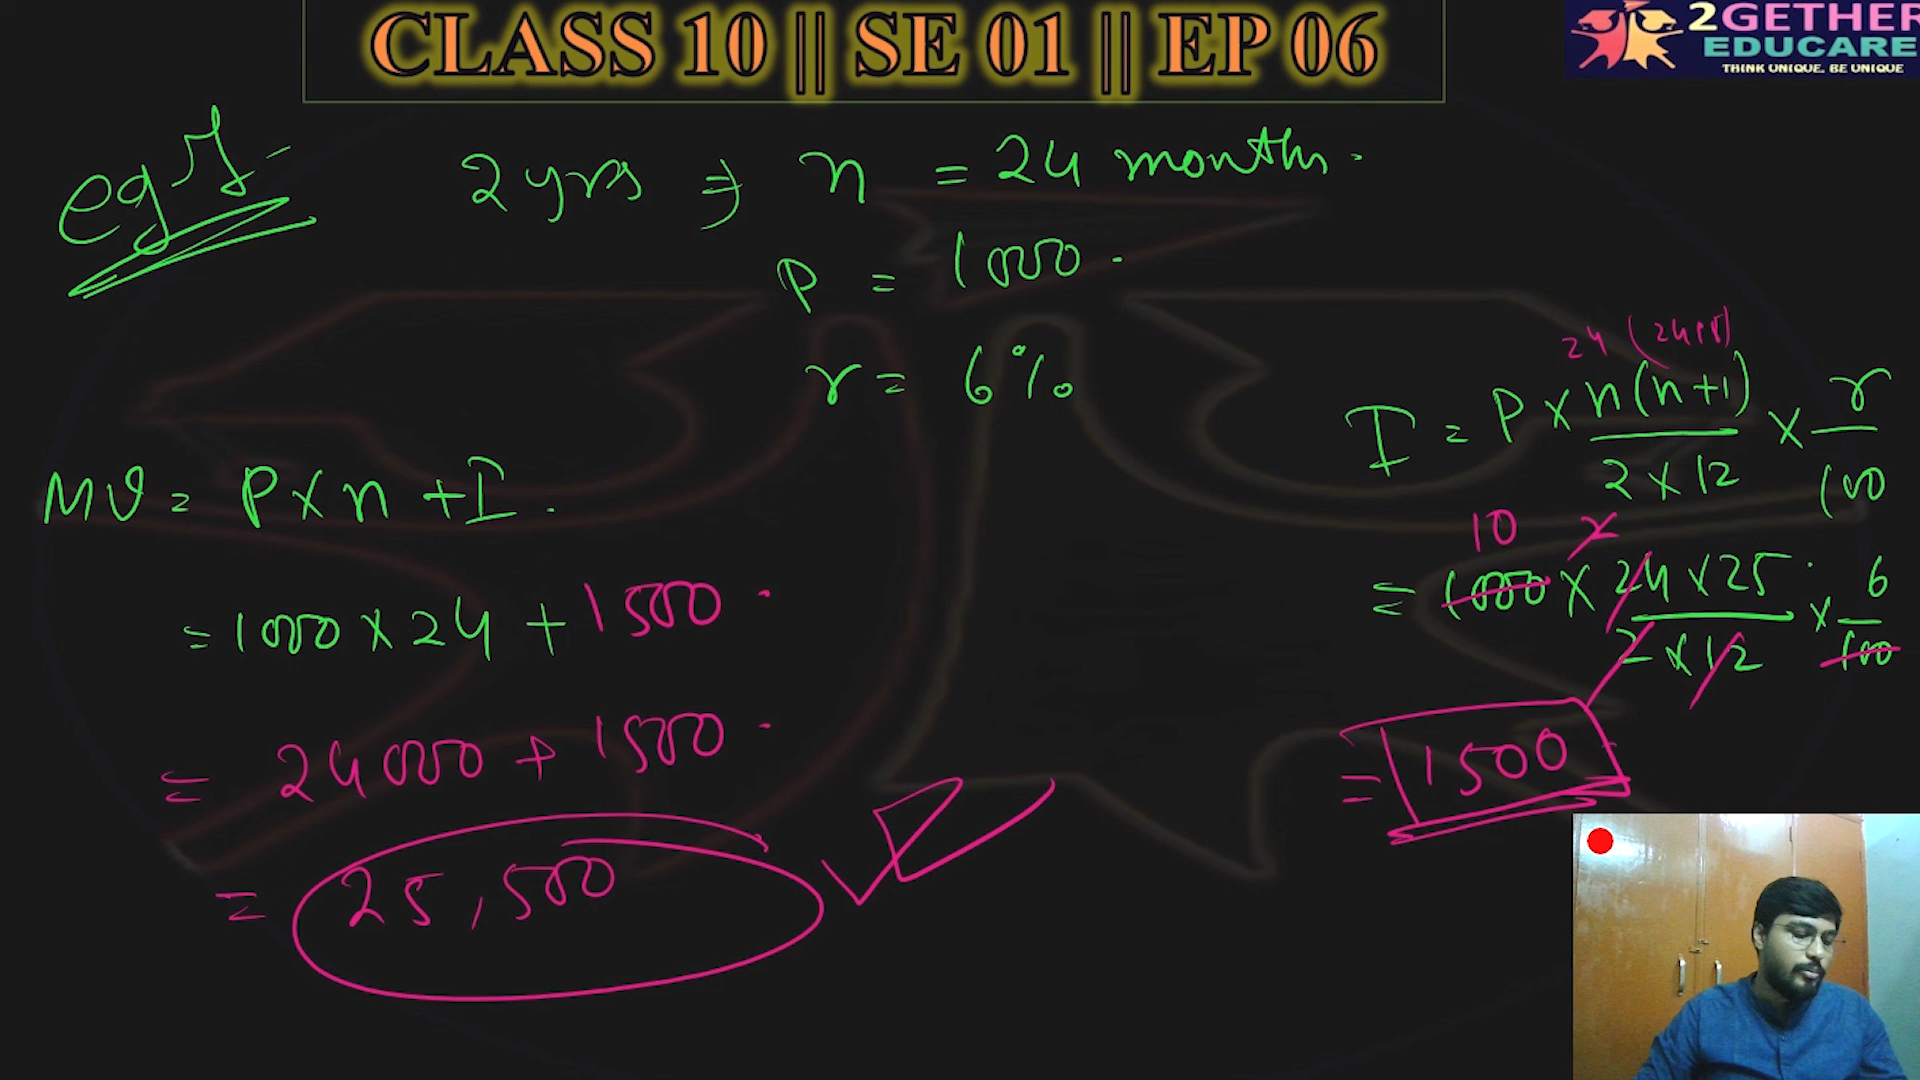 CLASS 10 || SE 01 || EP 06
2GETHER
EDUCARE
THINK UNIQUE, BE UNIQUE
eg 1-
2 yrs ⇒ n = 24 months.
P = 1000.
r = 6%
24 (24+1)
I = P × n(n+1) / 2 × 12 × r / 100
10 2
= 1000 × 24 × 25 / 2 × 12 × 6 / 100
= 1500
MV = P × n + I.
= 1000 × 24 + 1500.
= 24000 + 1500.
= 25,500